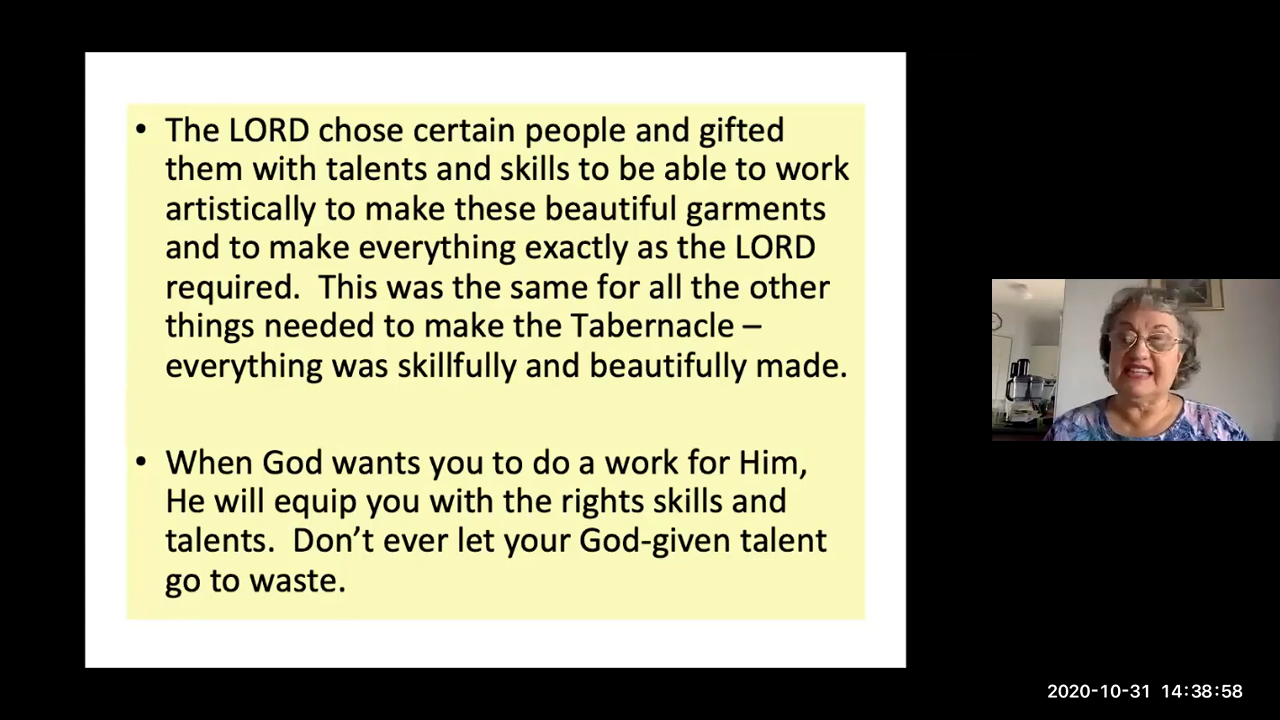 • The LORD chose certain people and gifted
them with talents and skills to be able to work
artistically to make these beautiful garments
and to make everything exactly as the LORD
required.  This was the same for all the other
things needed to make the Tabernacle –
everything was skillfully and beautifully made.
• When God wants you to do a work for Him,
He will equip you with the rights skills and
talents.  Don’t ever let your God-given talent
go to waste.
2020-10-31 14:38:58